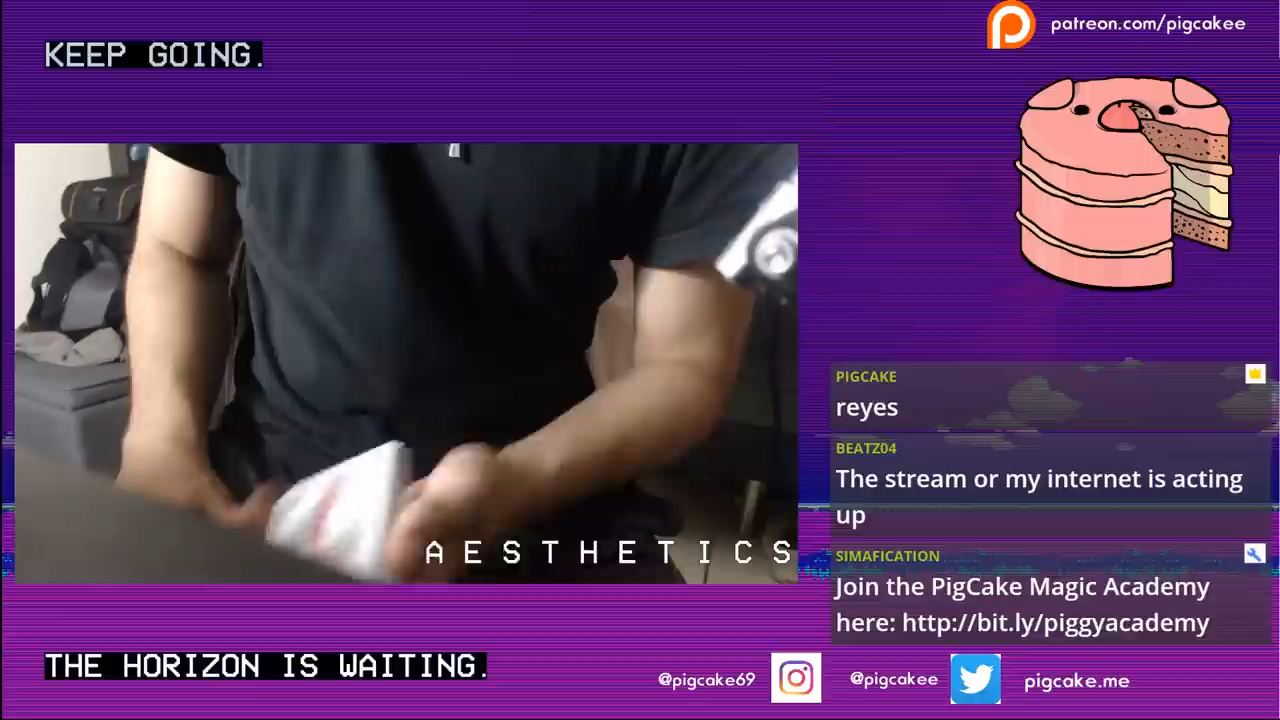 KEEP GOING.
patreon.com/pigcakee
A E S T H E T I C S
PIGCAKE
reyes
BEATZ04
The stream or my internet is acting
up
SIMAFICATION
Join the PigCake Magic Academy
here: http://bit.ly/piggyacademy
THE HORIZON IS WAITING.
@pigcake69
@pigcakee
pigcake.me